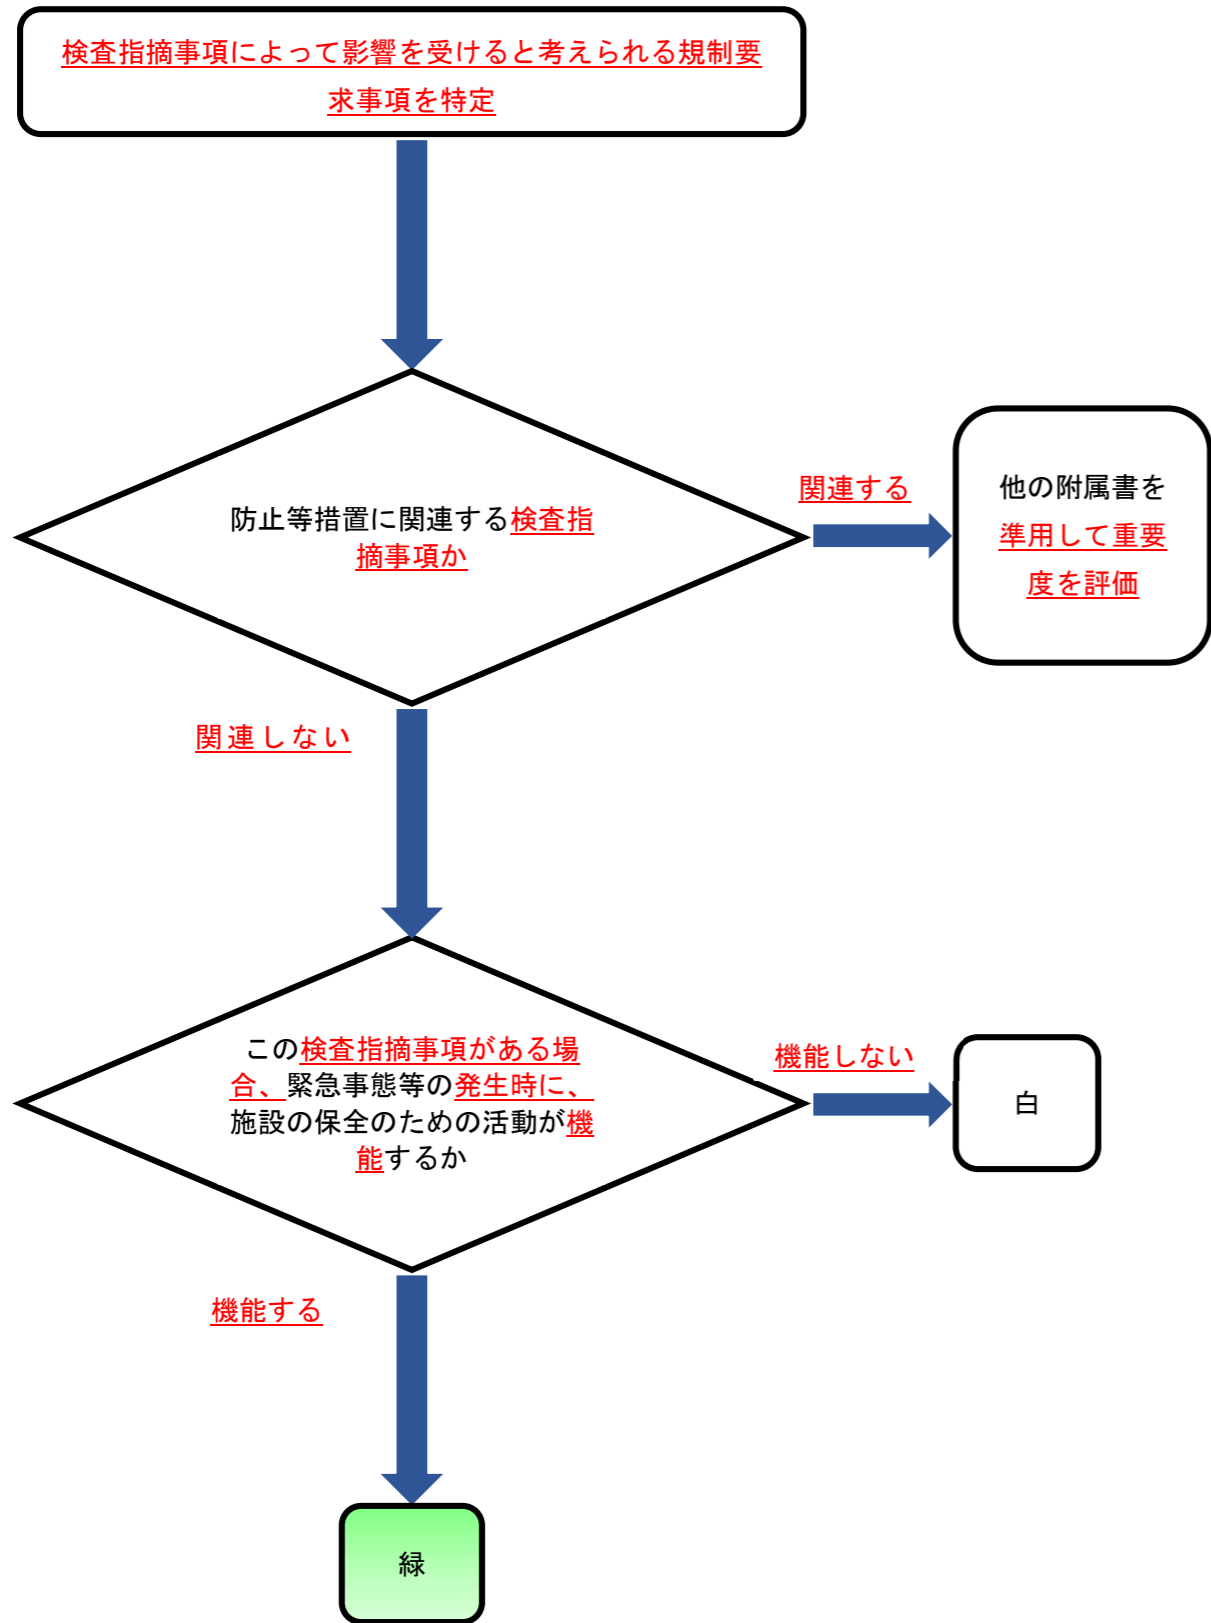 検査指摘事項によって影響を受けると考えられる規制要
求事項を特定
防止等措置に関連する検査指
摘事項か
関連する
他の附属書を
準用して重要
度を評価
関連しない
この検査指摘事項がある場
合、緊急事態等の発生時に、
施設の保全のための活動が機
能するか
機能しない
白
機能する
緑